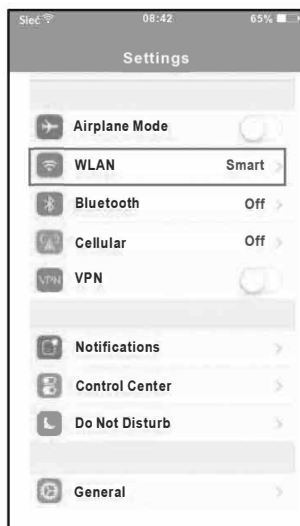 Sieć 08:42 65%
Settings
Airplane Mode
WLAN Smart
Bluetooth Off
Cellular Off
VPN VPN
Notifications
Control Center
Do Not Disturb
General